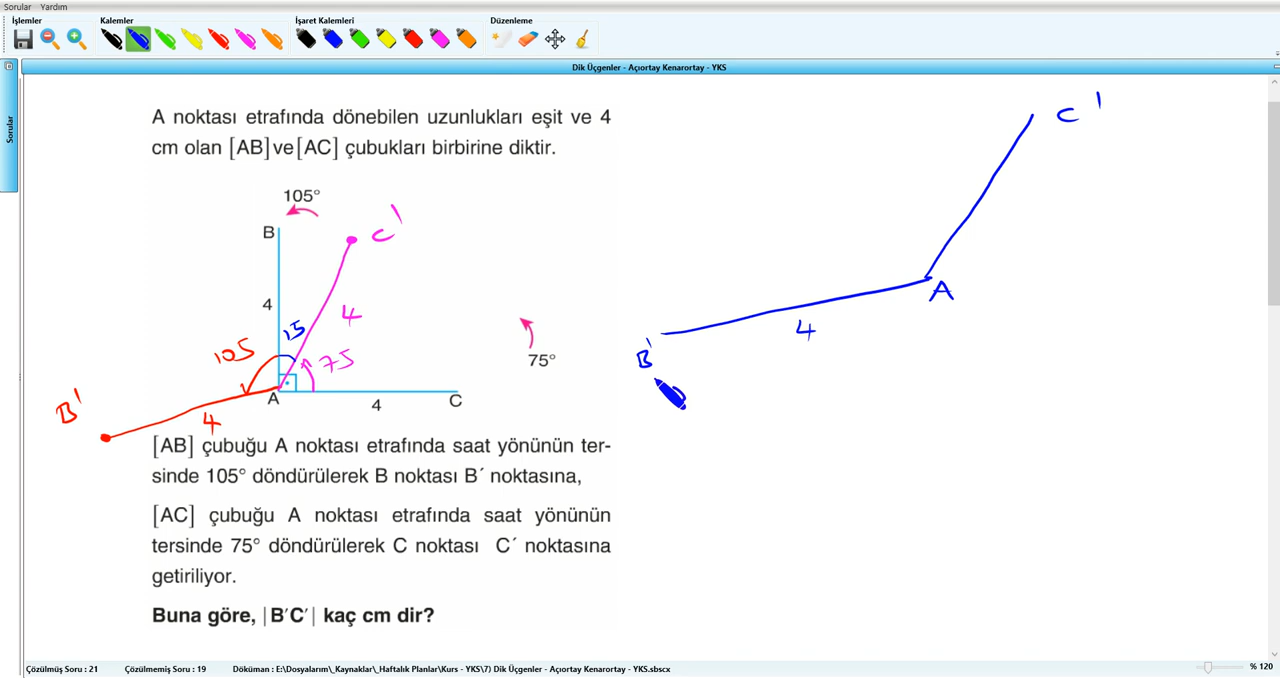 Sorular Yardım
İşlemler Kalemler İşaret Kalemleri Düzenleme
Dik Üçgenler - Açıortay Kenarortay - YKS
Sorular
A noktası etrafında dönebilen uzunlukları eşit ve 4
cm olan [AB] ve [AC] çubukları birbirine diktir.
105°
B
C'
4
15
4
105
75
75°
A
4
C
B'
4
[AB] çubuğu A noktası etrafında saat yönünün ter-
sinde 105° döndürülerek B noktası B´ noktasına,
[AC] çubuğu A noktası etrafında saat yönünün
tersinde 75° döndürülerek C noktası C´ noktasına
getiriliyor.
Buna göre, |B'C'| kaç cm dir?
C'
A
4
B'
Çözülmüş Soru : 21 Çözülmemiş Soru : 19 Döküman : E:\Dosyalarım\_Kaynaklar\_Haftalık Planlar\Kurs - YKS\7) Dik Üçgenler - Açıortay Kenarortay - YKS.sbscx % 120